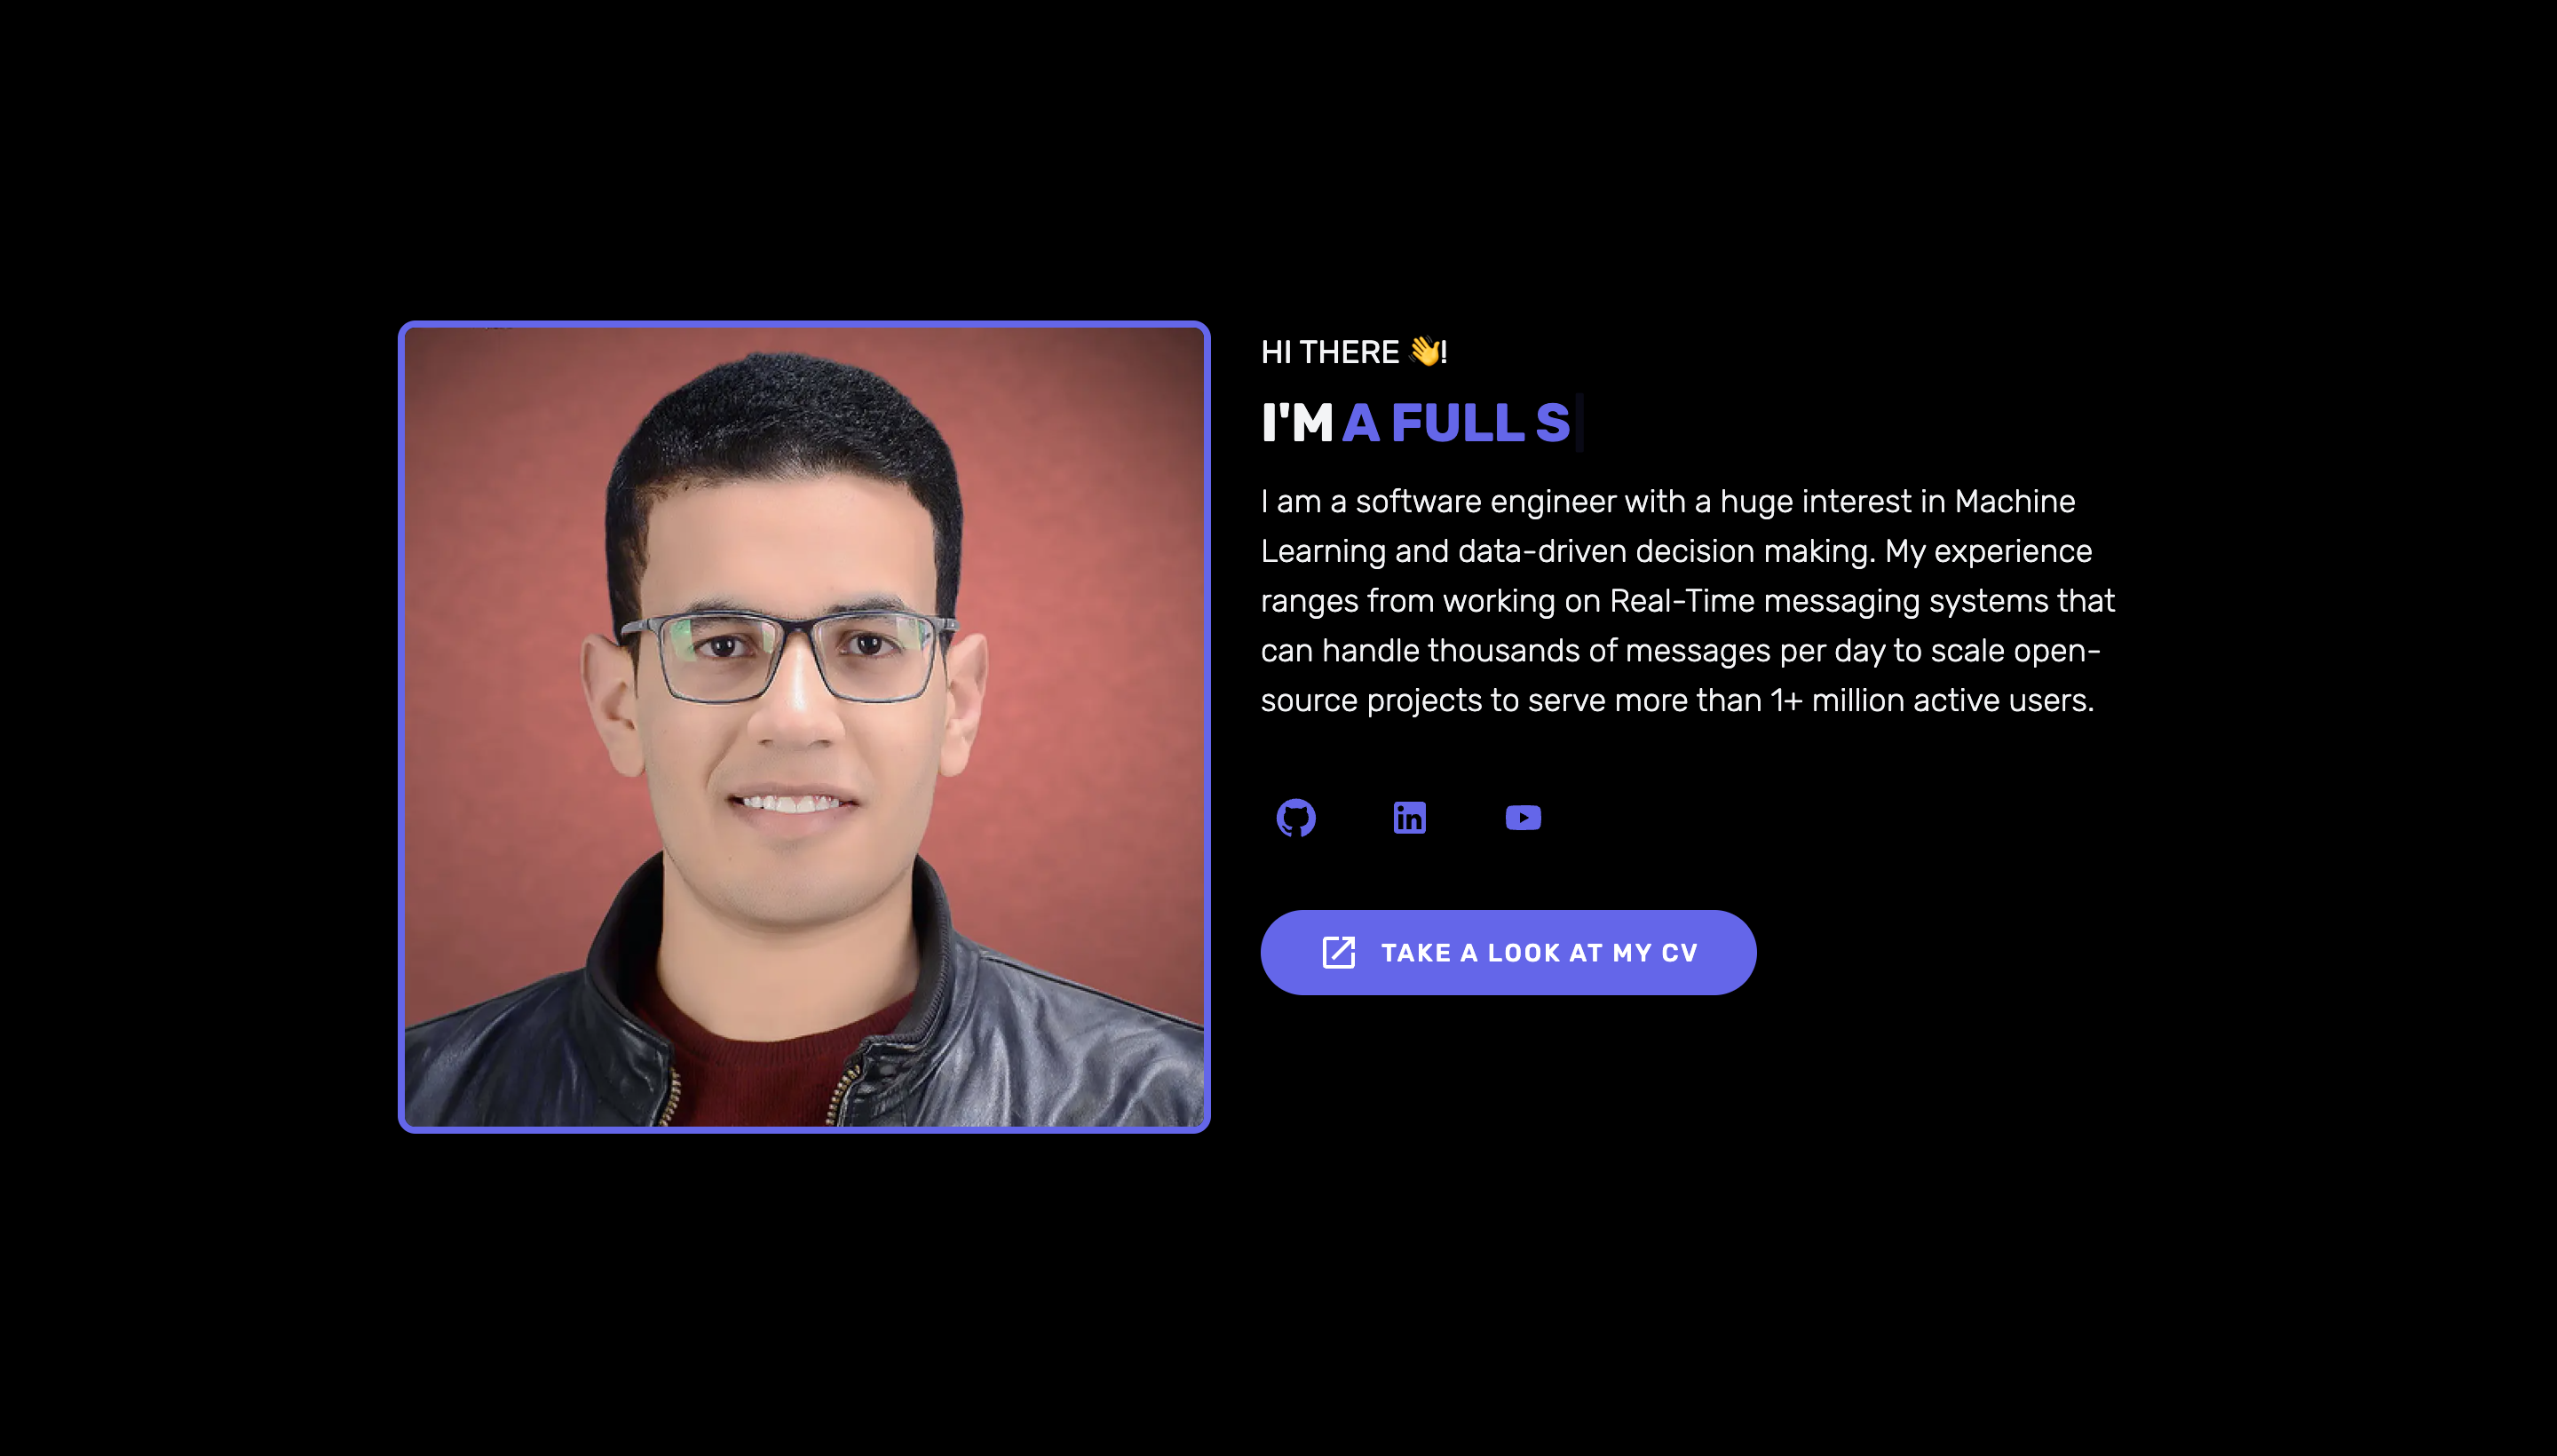 HI THERE 👋!
I'M A FULL S
I am a software engineer with a huge interest in Machine
Learning and data-driven decision making. My experience
ranges from working on Real-Time messaging systems that
can handle thousands of messages per day to scale open-
source projects to serve more than 1+ million active users.
in
TAKE A LOOK AT MY CV